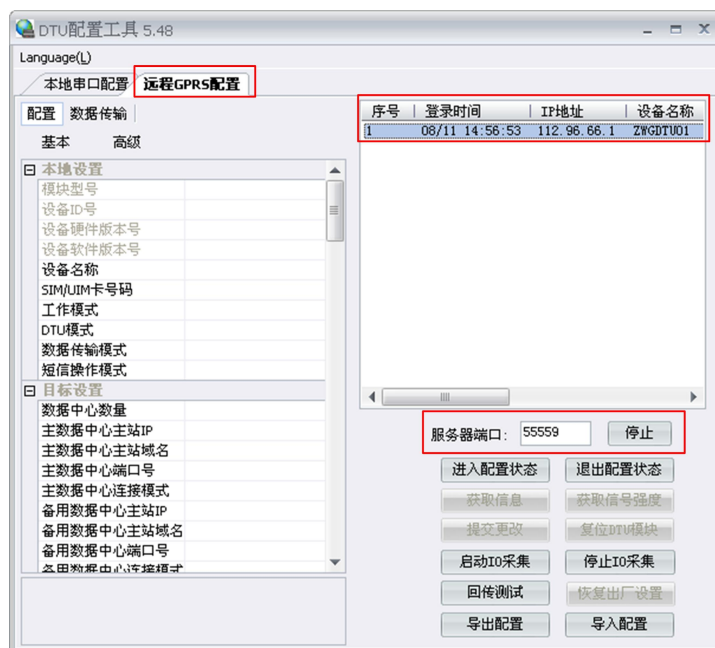 DTU配置工具 5.48
Language(L)
本地串口配置 远程GPRS配置
配置 数据传输
基本 高级
本地设置
模块型号
设备ID号
设备硬件版本号
设备软件版本号
设备名称
SIM/UIM卡号码
工作模式
DTU模式
数据传输模式
短信操作模式
目标设置
数据中心数量
主数据中心主站IP
主数据中心主站域名
主数据中心端口号
主数据中心连接模式
备用数据中心主站IP
备用数据中心主站域名
备用数据中心端口号
备用数据中心连接模式
序号 登录时间 IP地址 设备名称
1 08/11 14:56:53 112.96.66.1 ZWGDTU01
服务器端口: 55559 停止
进入配置状态 退出配置状态
获取信息 获取信号强度
提交更改 复位DTU模块
启动IO采集 停止IO采集
回传测试 恢复出厂设置
导出配置 导入配置